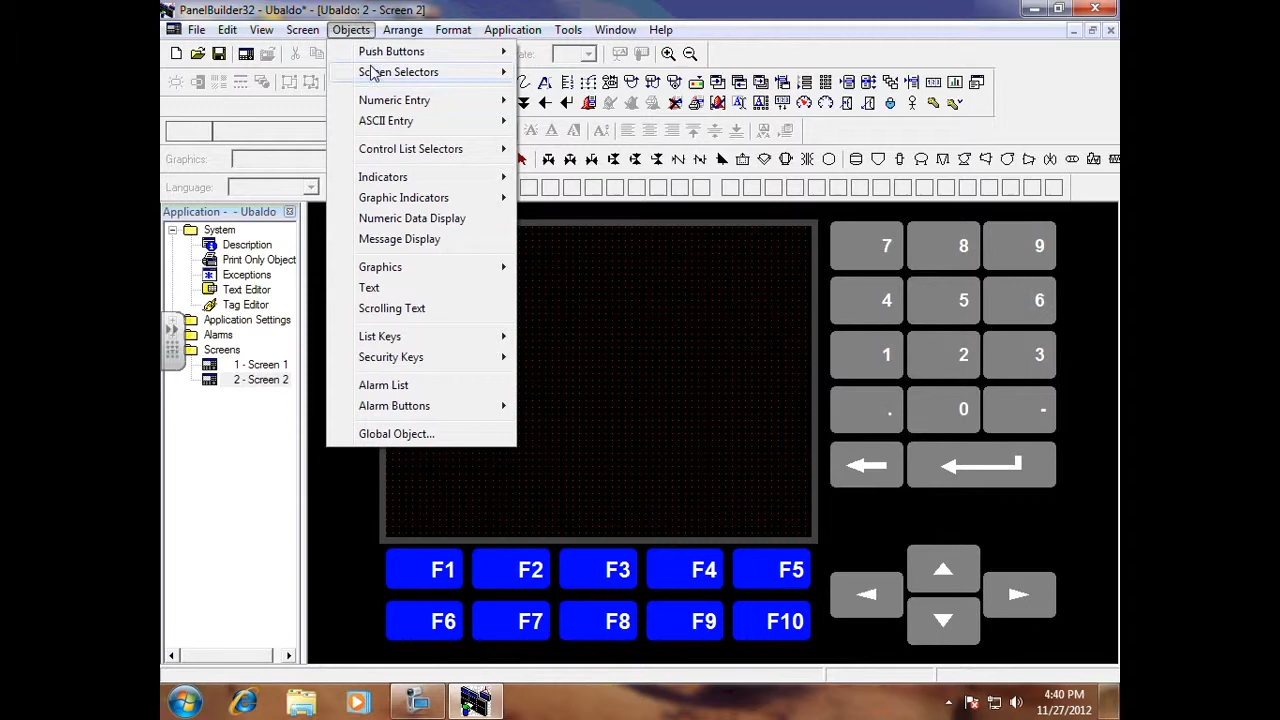 PanelBuilder32 - Ubaldo* - [Ubaldo: 2 - Screen 2]
File Edit View Screen Objects Arrange Format Application Tools Window Help
Push Buttons
Screen Selectors
Numeric Entry
ASCII Entry
Control List Selectors
Indicators
Graphic Indicators
Numeric Data Display
Message Display
Graphics
Text
Scrolling Text
List Keys
Security Keys
Alarm List
Alarm Buttons
Global Object...
Graphics:
Language:
Application - - Ubaldo
System
Description
Print Only Object
Exceptions
Text Editor
Tag Editor
Application Settings
Alarms
Screens
1 - Screen 1
2 - Screen 2
7 8 9
4 5 6
1 2 3
. 0 -
F1 F2 F3 F4 F5
F6 F7 F8 F9 F10
4:40 PM
11/27/2012